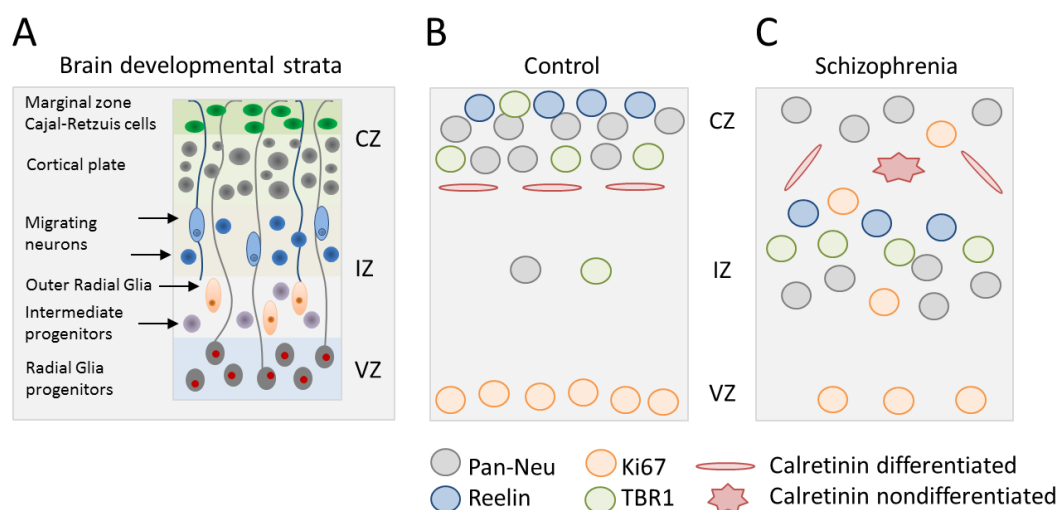 A
Brain developmental strata
Marginal zone
Cajal-Retzuis cells
Cortical plate
Migrating
neurons
Outer Radial Glia
Intermediate
progenitors
Radial Glia
progenitors
CZ
IZ
VZ
B
Control
C
Schizophrenia
CZ
IZ
VZ
Pan-Neu
Reelin
Ki67
TBR1
Calretinin differentiated
Calretinin nondifferentiated